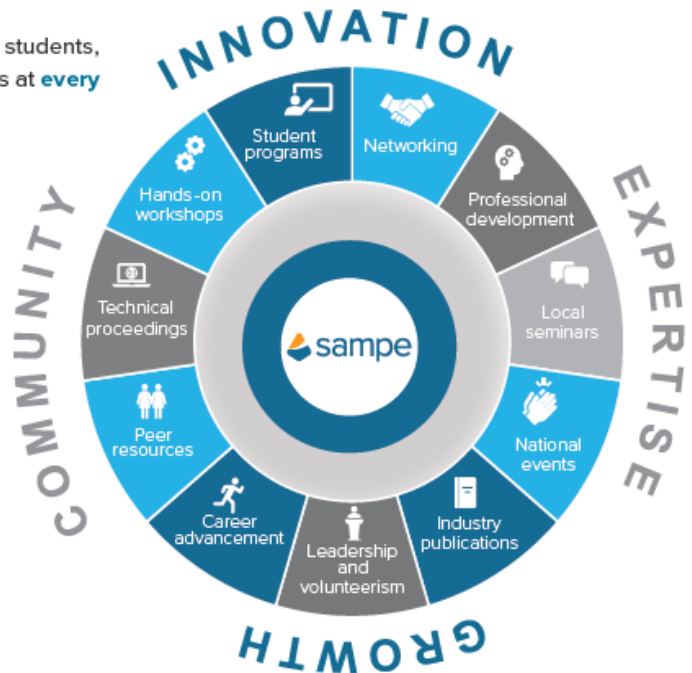 students,
s at every
INNOVATION
EXPERTISE
GROWTH
COMMUNITY
Networking
Professional
development
Local
seminars
National
events
Industry
publications
Leadership
and
volunteerism
Career
advancement
Peer
resources
Technical
proceedings
Hands-on
workshops
Student
programs
sampe